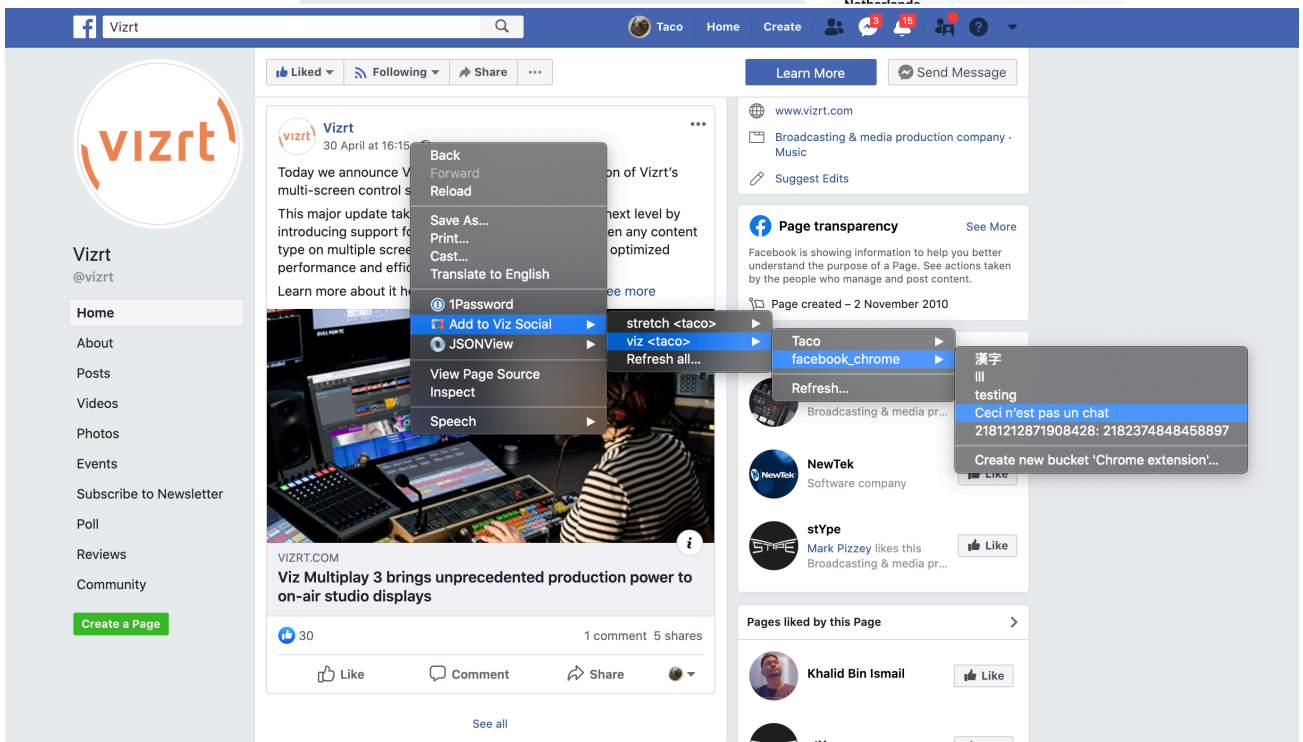 Netherlands
Vizrt
Taco Home Create 3 15
vizrt
Vizrt
@vizrt
Home
About
Posts
Videos
Photos
Events
Subscribe to Newsletter
Poll
Reviews
Community
Create a Page
Liked Following Share
Learn More Send Message
vizrt
Vizrt
30 April at 16:15
Today we announce V
on of Vizrt's
multi-screen control s
This major update tak
next level by
introducing support fo
en any content
type on multiple scree
optimized
performance and effic
Learn more about it he
ee more
Back
Forward
Reload
Save As...
Print...
Cast...
Translate to English
1Password
Add to Viz Social
JSONView
View Page Source
Inspect
Speech
stretch <taco>
viz <taco>
Refresh all...
Taco
facebook_chrome
Refresh...
漢字
lll
testing
Ceci n'est pas un chat
2181212871908428: 2182374848458897
Create new bucket 'Chrome extension'...
VIZRT.COM
Viz Multiplay 3 brings unprecedented production power to
on-air studio displays
30
1 comment 5 shares
Like Comment Share
See all
www.vizrt.com
Broadcasting & media production company ·
Music
Suggest Edits
Page transparency See More
Facebook is showing information to help you better
understand the purpose of a Page. See actions taken
by the people who manage and post content.
Page created – 2 November 2010
Broadcasting & media pr...
NewTek
NewTek
Software company
Like
STYPE
stYpe
Mark Pizzey likes this
Broadcasting & media pr...
Like
Pages liked by this Page
Khalid Bin Ismail
Like